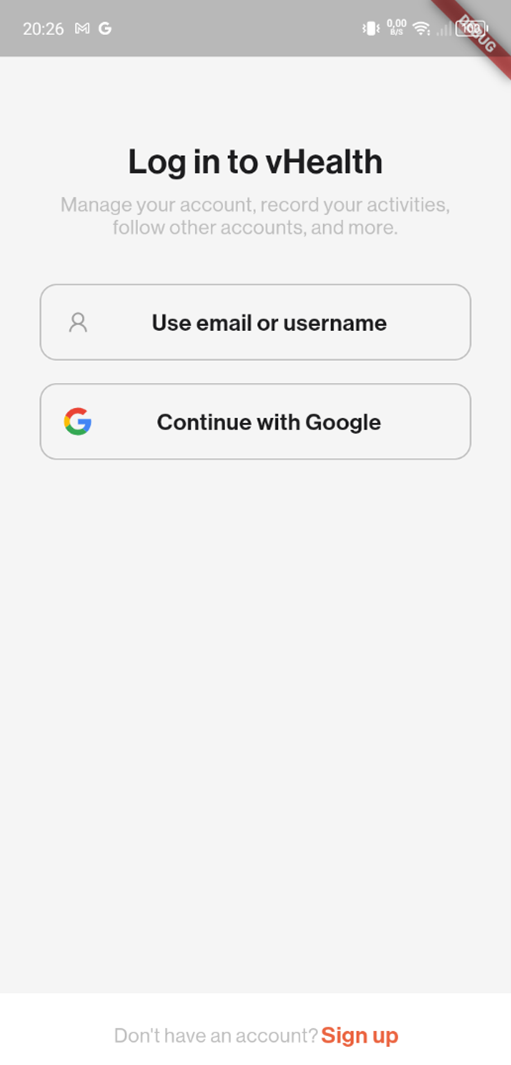 20:26
0,00
B/S
100
DEBUG
Log in to vHealth
Manage your account, record your activities,
follow other accounts, and more.
Use email or username
Continue with Google
Don't have an account? Sign up